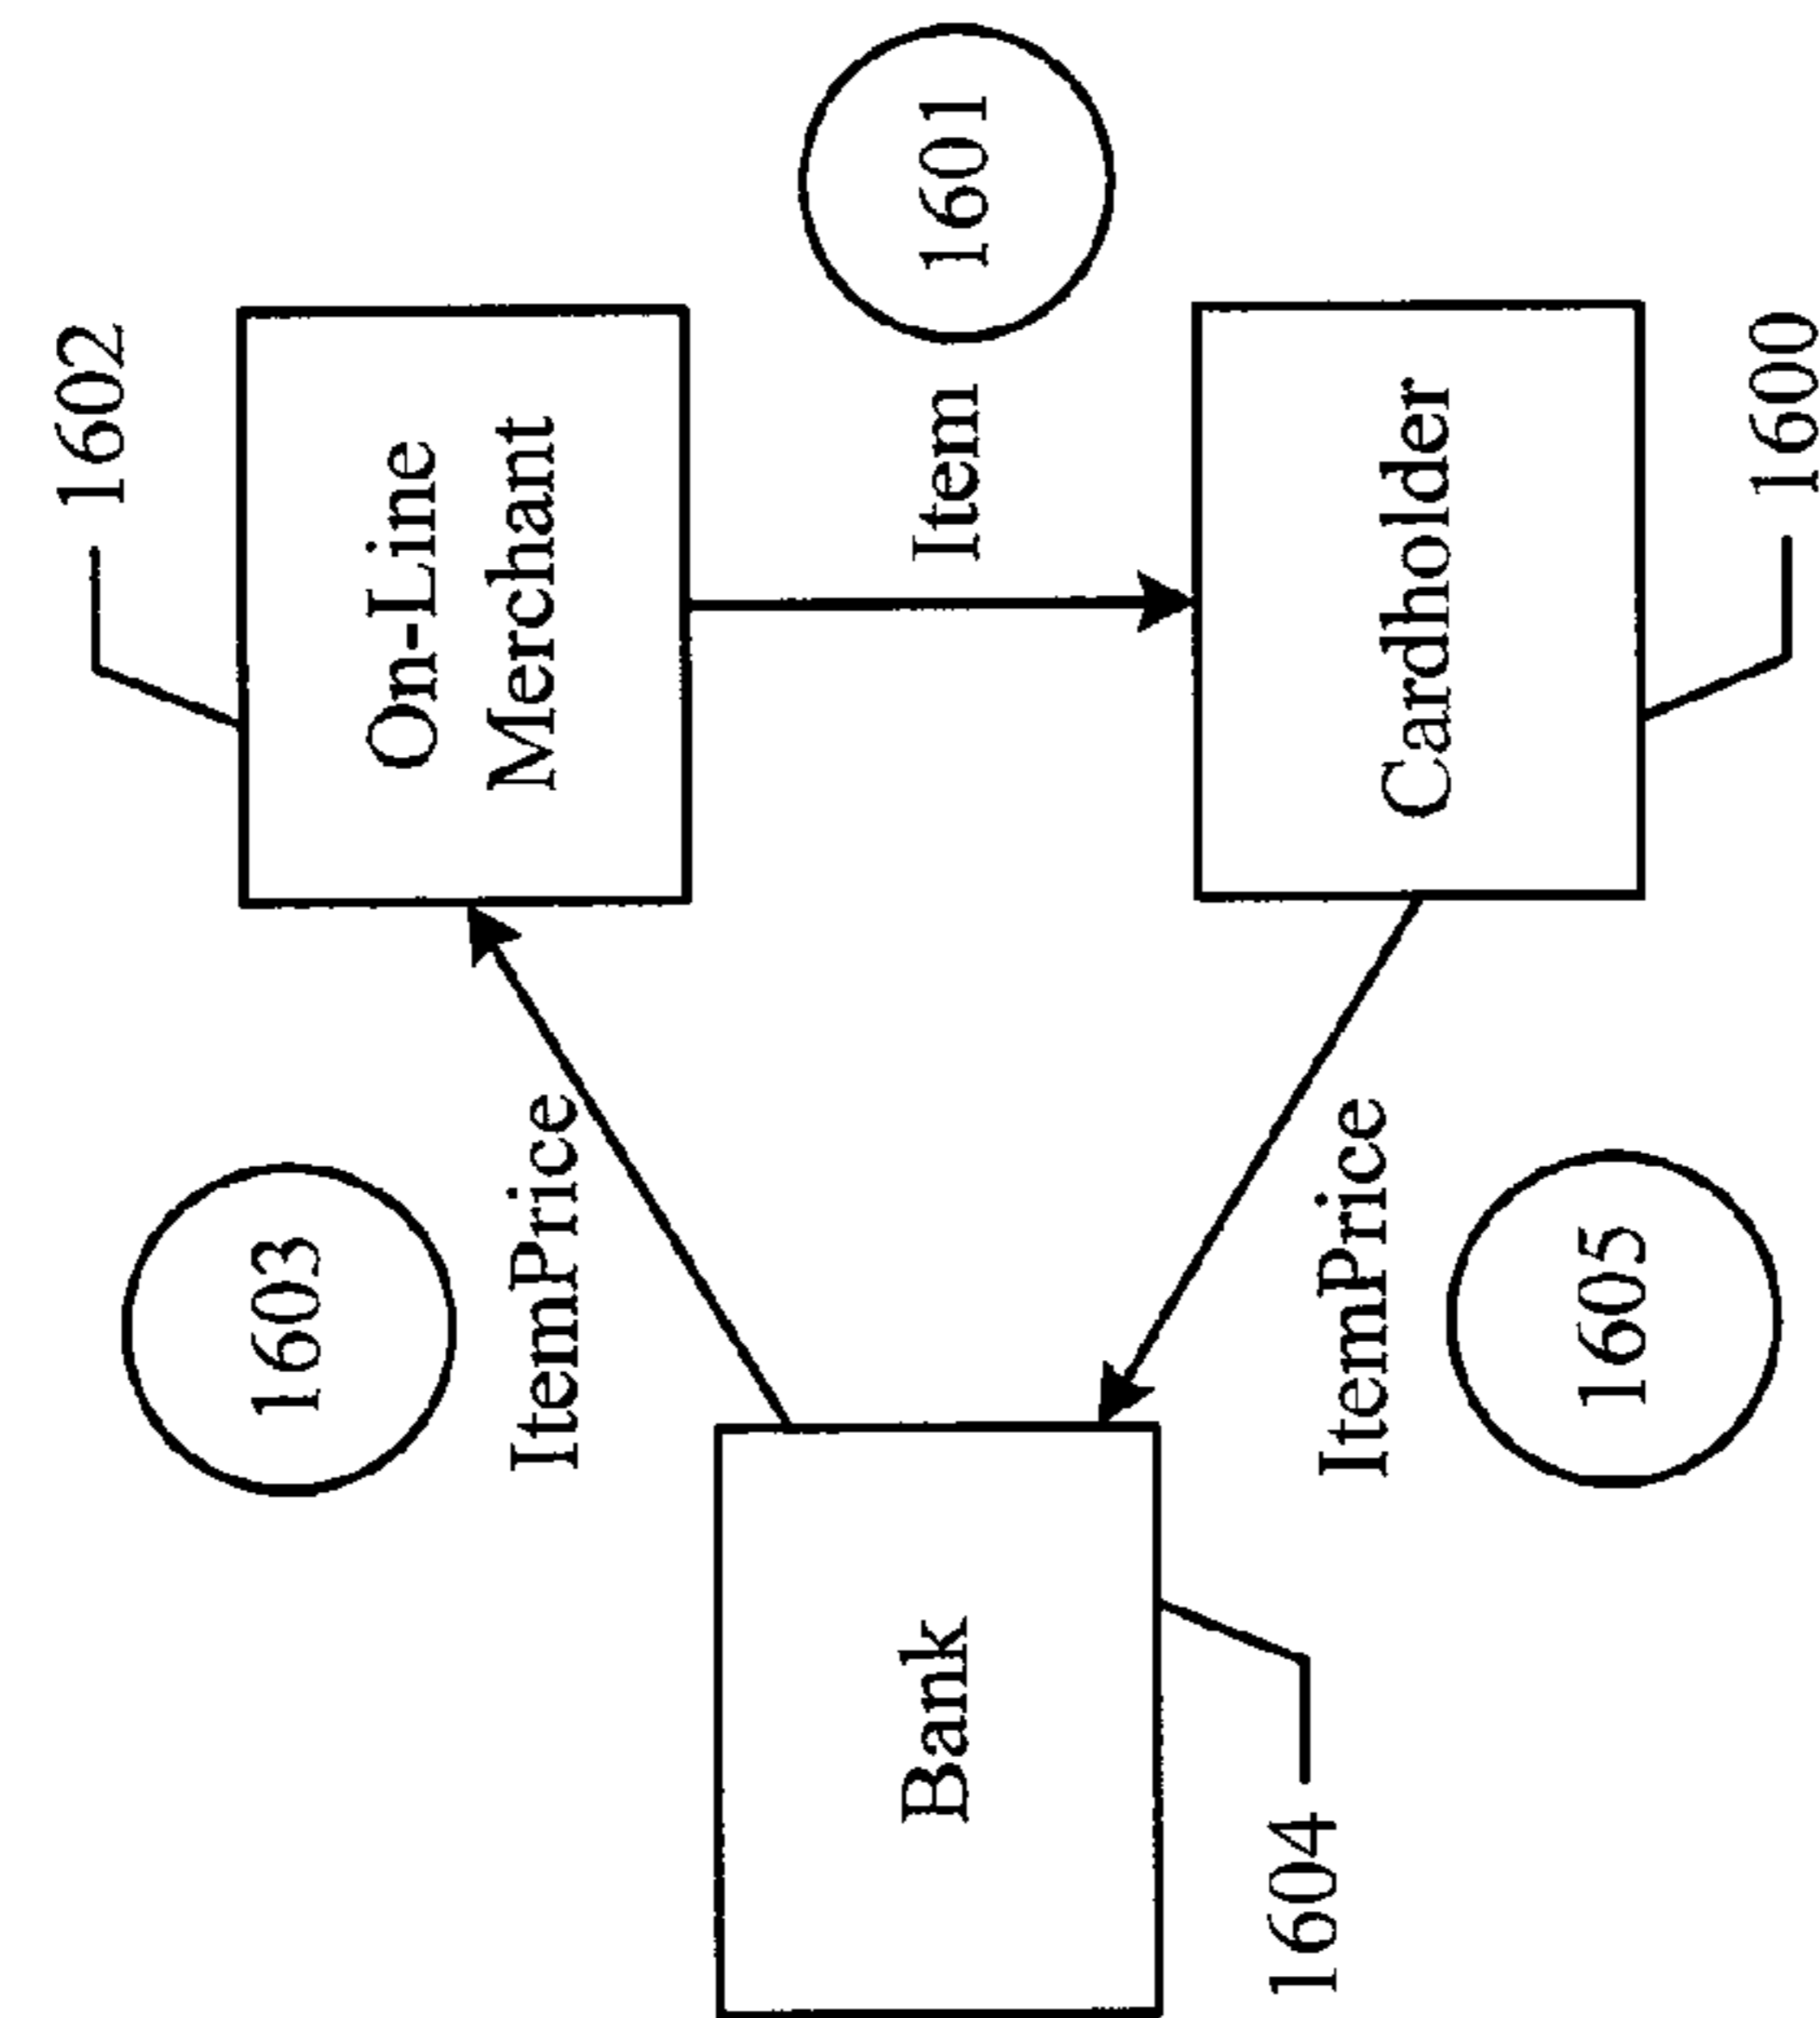 1602
1603
On-Line
Merchant
ItemPrice
Bank
Item
1601
1604
ItemPrice
Cardholder
1605
1600